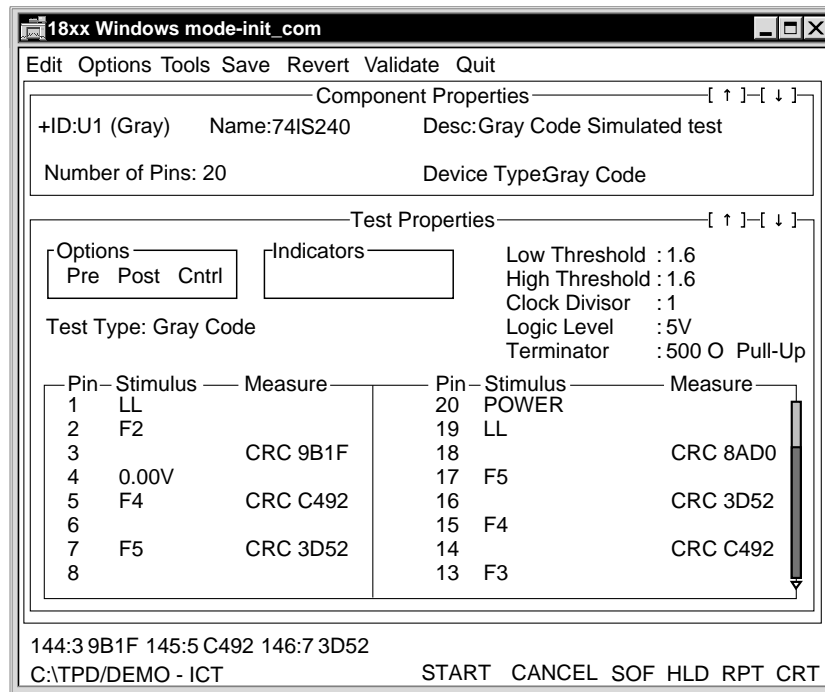 18xx Windows mode-init_com
Edit Options Tools Save Revert Validate Quit
Component Properties [ ↑ ] [ ↓ ]
+ID:U1 (Gray) Name:74lS240 Desc:Gray Code Simulated test
Number of Pins: 20 Device Type:Gray Code
Test Properties [ ↑ ] [ ↓ ]
Options Indicators Low Threshold : 1.6
Pre Post Cntrl High Threshold : 1.6
Clock Divisor : 1
Test Type: Gray Code Logic Level : 5V
Terminator : 500 O Pull-Up
Pin Stimulus Measure Pin Stimulus Measure
1 LL 20 POWER
2 F2 19 LL
3 CRC 9B1F 18 CRC 8AD0
4 0.00V 17 F5
5 F4 CRC C492 16 CRC 3D52
6 15 F4
7 F5 CRC 3D52 14 CRC C492
8 13 F3
144:3 9B1F 145:5 C492 146:7 3D52
C:\TPD/DEMO - ICT START CANCEL SOF HLD RPT CRT